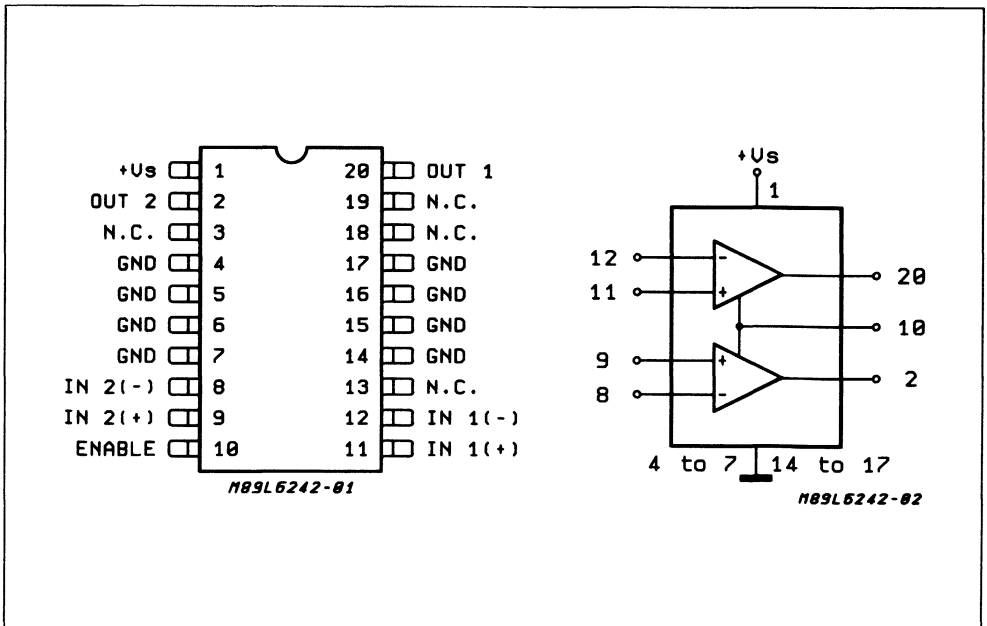 +Vs 1 20 OUT 1
OUT 2 2 19 N.C.
N.C. 3 18 N.C.
GND 4 17 GND
GND 5 16 GND
GND 6 15 GND
GND 7 14 GND
IN 2(-) 8 13 N.C.
IN 2(+) 9 12 IN 1(-)
ENABLE 10 11 IN 1(+)
M89L6242-01
+Vs
1
12 - 20
11 +
10
9 + 2
8 -
4 to 7 14 to 17
M89L6242-02